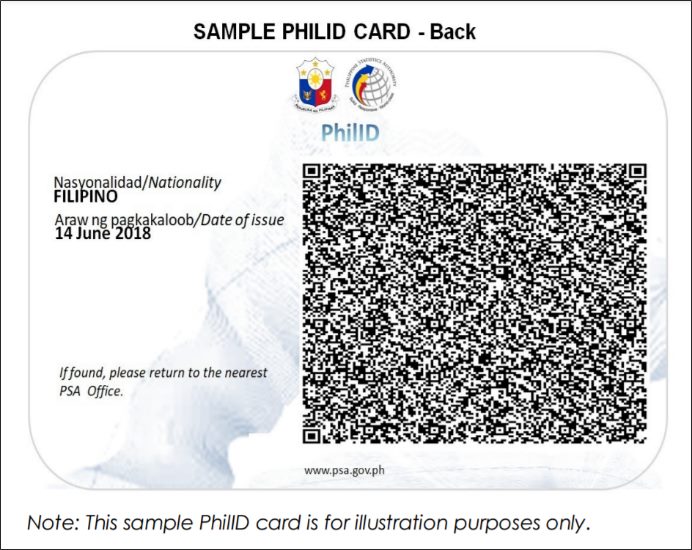 SAMPLE PHILID CARD - Back
PhilID
Nasyonalidad/Nationality
FILIPINO
Araw ng pagkakaloob/Date of issue
14 June 2018
If found, please return to the nearest
PSA Office.
www.psa.gov.ph
Note: This sample PhilID card is for illustration purposes only.